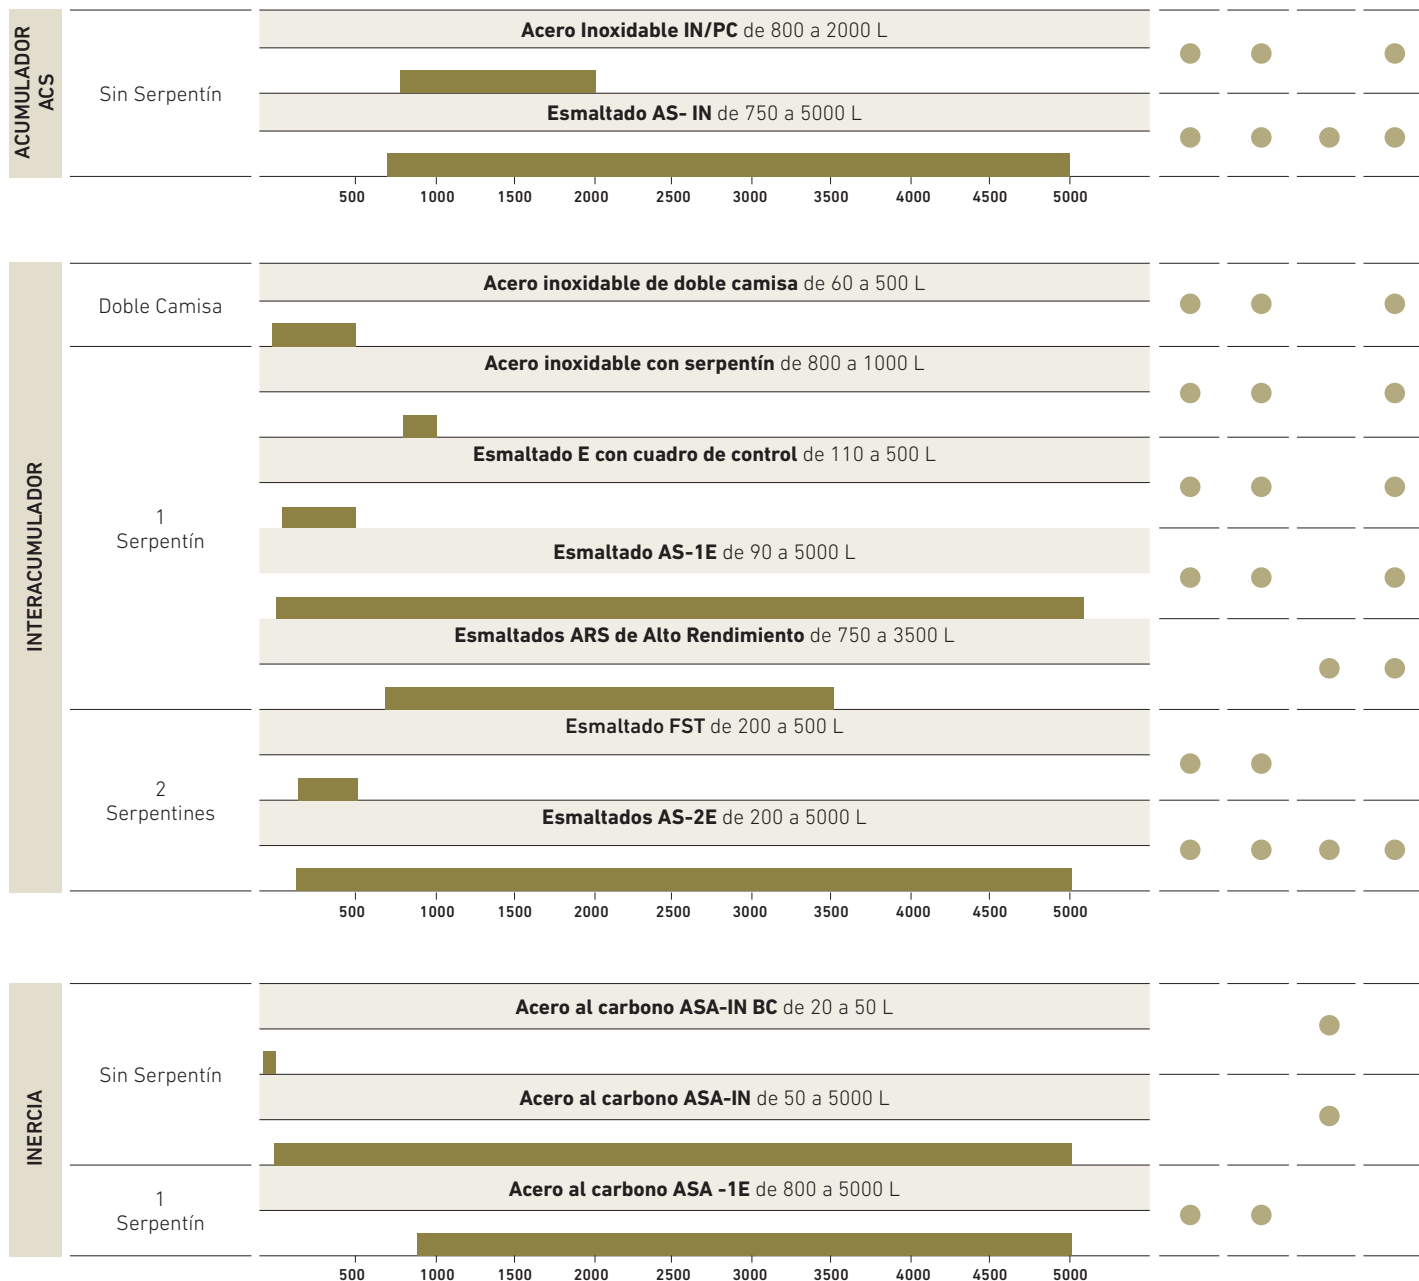 ACUMULADOR
ACS
Sin Serpentín
Acero Inoxidable IN/PC de 800 a 2000 L
Esmaltado AS- IN de 750 a 5000 L
500 1000 1500 2000 2500 3000 3500 4000 4500 5000
INTERACUMULADOR
Doble Camisa
Acero inoxidable de doble camisa de 60 a 500 L
1
Serpentín
Acero inoxidable con serpentín de 800 a 1000 L
Esmaltado E con cuadro de control de 110 a 500 L
Esmaltado AS-1E de 90 a 5000 L
Esmaltados ARS de Alto Rendimiento de 750 a 3500 L
2
Serpentines
Esmaltado FST de 200 a 500 L
Esmaltados AS-2E de 200 a 5000 L
500 1000 1500 2000 2500 3000 3500 4000 4500 5000
INERCIA
Sin Serpentín
Acero al carbono ASA-IN BC de 20 a 50 L
Acero al carbono ASA-IN de 50 a 5000 L
1
Serpentín
Acero al carbono ASA -1E de 800 a 5000 L
500 1000 1500 2000 2500 3000 3500 4000 4500 5000